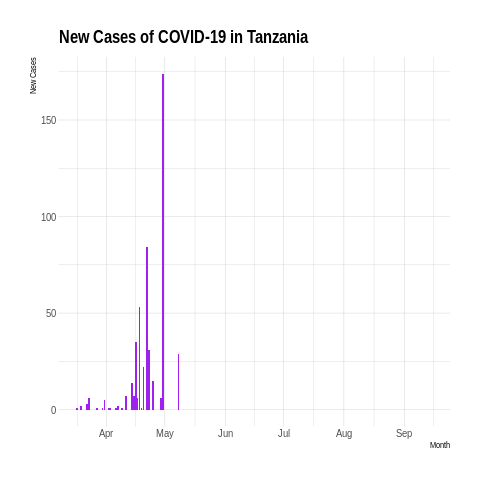 New Cases of COVID-19 in Tanzania
New Cases
150
100
50
0
Apr May Jun Jul Aug Sep
Month